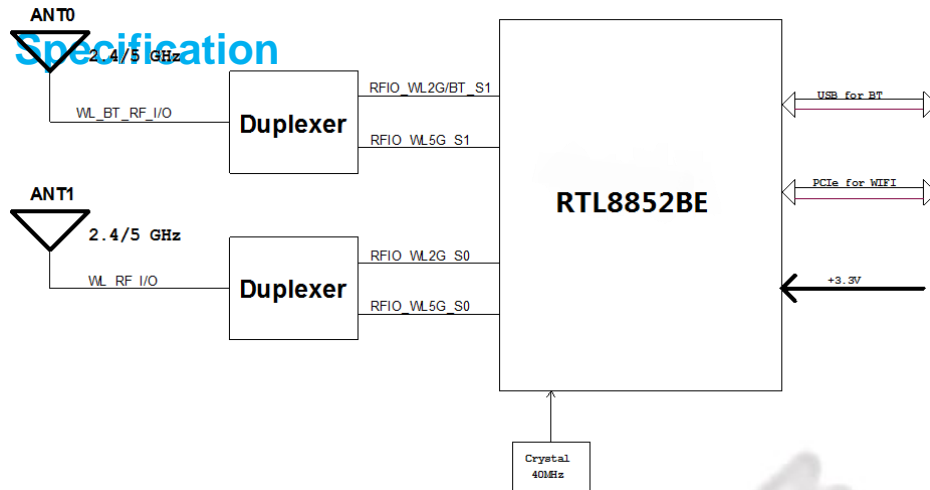 ANT0
Specification
2.4/5 GHz
WL_BT_RF_I/O
Duplexer
RFIO_WL2G/BT_S1
RFIO_WL5G_S1
ANT1
2.4/5 GHz
WL_RF_I/O
Duplexer
RFIO_WL2G_S0
RFIO_WL5G_S0
RTL8852BE
USB for BT
PCIe for WIFI
+3.3V
Crystal
40MHz